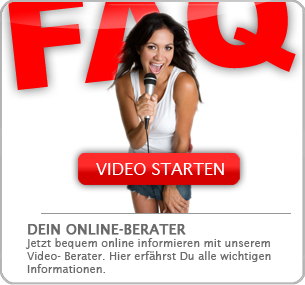 FAQ
VIDEO STARTEN
DEIN ONLINE-BERATER
Jetzt bequem online informieren mit unserem
Video- Berater. Hier erfährst Du alle wichtigen
Informationen.